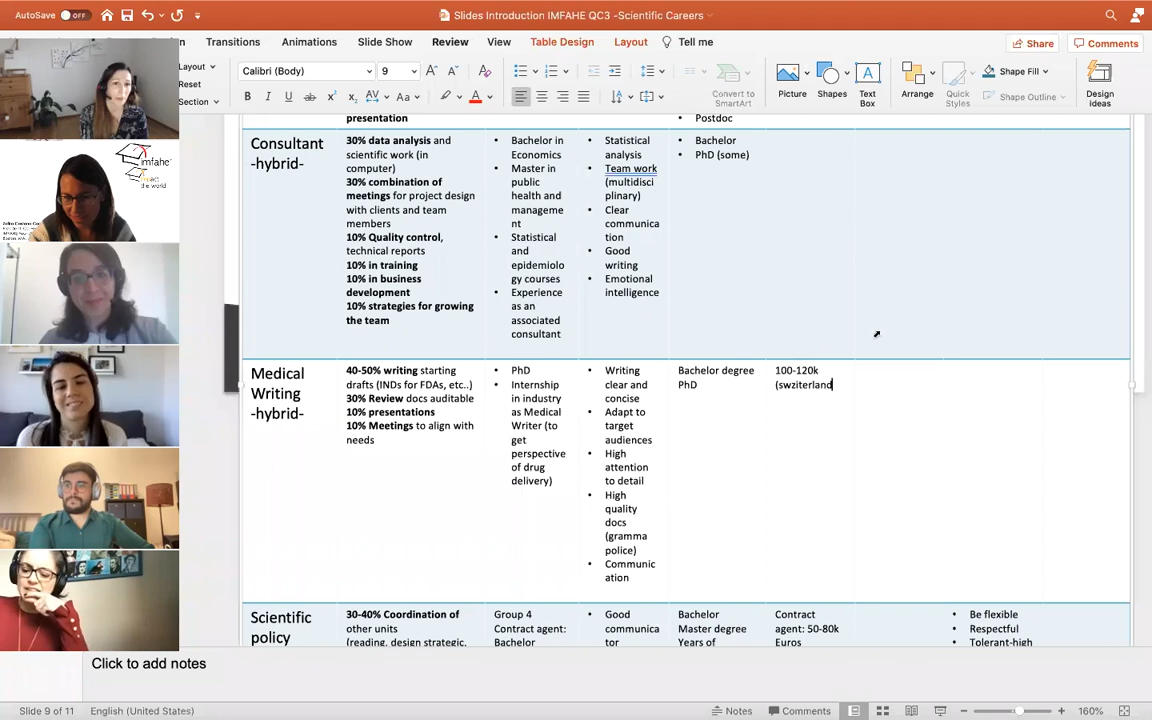 AutoSave OFF
Slides Introduction IMFAHE QC3 -Scientific Careers
Transitions Animations Slide Show Review View Table Design Layout Tell me
Share Comments
Layout
Reset
Section
Calibri (Body) 9
Convert to
SmartArt
Picture Shapes Text
Box
Arrange Quick
Styles
Shape Fill
Shape Outline
Design
Ideas
imfahe
impact
the world
presentation
• Postdoc
Consultant
-hybrid-
30% data analysis and
scientific work (in
computer)
30% combination of
meetings for project design
with clients and team
members
10% Quality control,
technical reports
10% in training
10% in business
development
10% strategies for growing
the team
• Bachelor in
Economics
• Master in
public
health and
manageme
nt
• Statistical
and
epidemiolo
gy courses
• Experience
as an
associated
consultant
• Statistical
analysis
• Team work
(multidisci
plinary)
• Clear
communica
tion
• Good
writing
• Emotional
intelligence
• Bachelor
• PhD (some)
Medical
Writing
-hybrid-
40-50% writing starting
drafts (INDs for FDAs, etc..)
30% Review docs auditable
10% presentations
10% Meetings to align with
needs
• PhD
• Internship
in industry
as Medical
Writer (to
get
perspective
of drug
delivery)
• Writing
clear and
concise
• Adapt to
target
audiences
• High
attention
to detail
• High
quality
docs
(gramma
police)
• Communic
ation
Bachelor degree
PhD
100-120k
(swziterland
Scientific
policy
30-40% Coordination of
other units
(reading, design strategic,
Group 4
Contract agent:
Bachelor
• Good
communica
tor
Bachelor
Master degree
Years of
Contract
agent: 50-80k
Euros
• Be flexible
• Respectful
• Tolerant-high
Click to add notes
Slide 9 of 11 English (United States) Notes Comments 160%